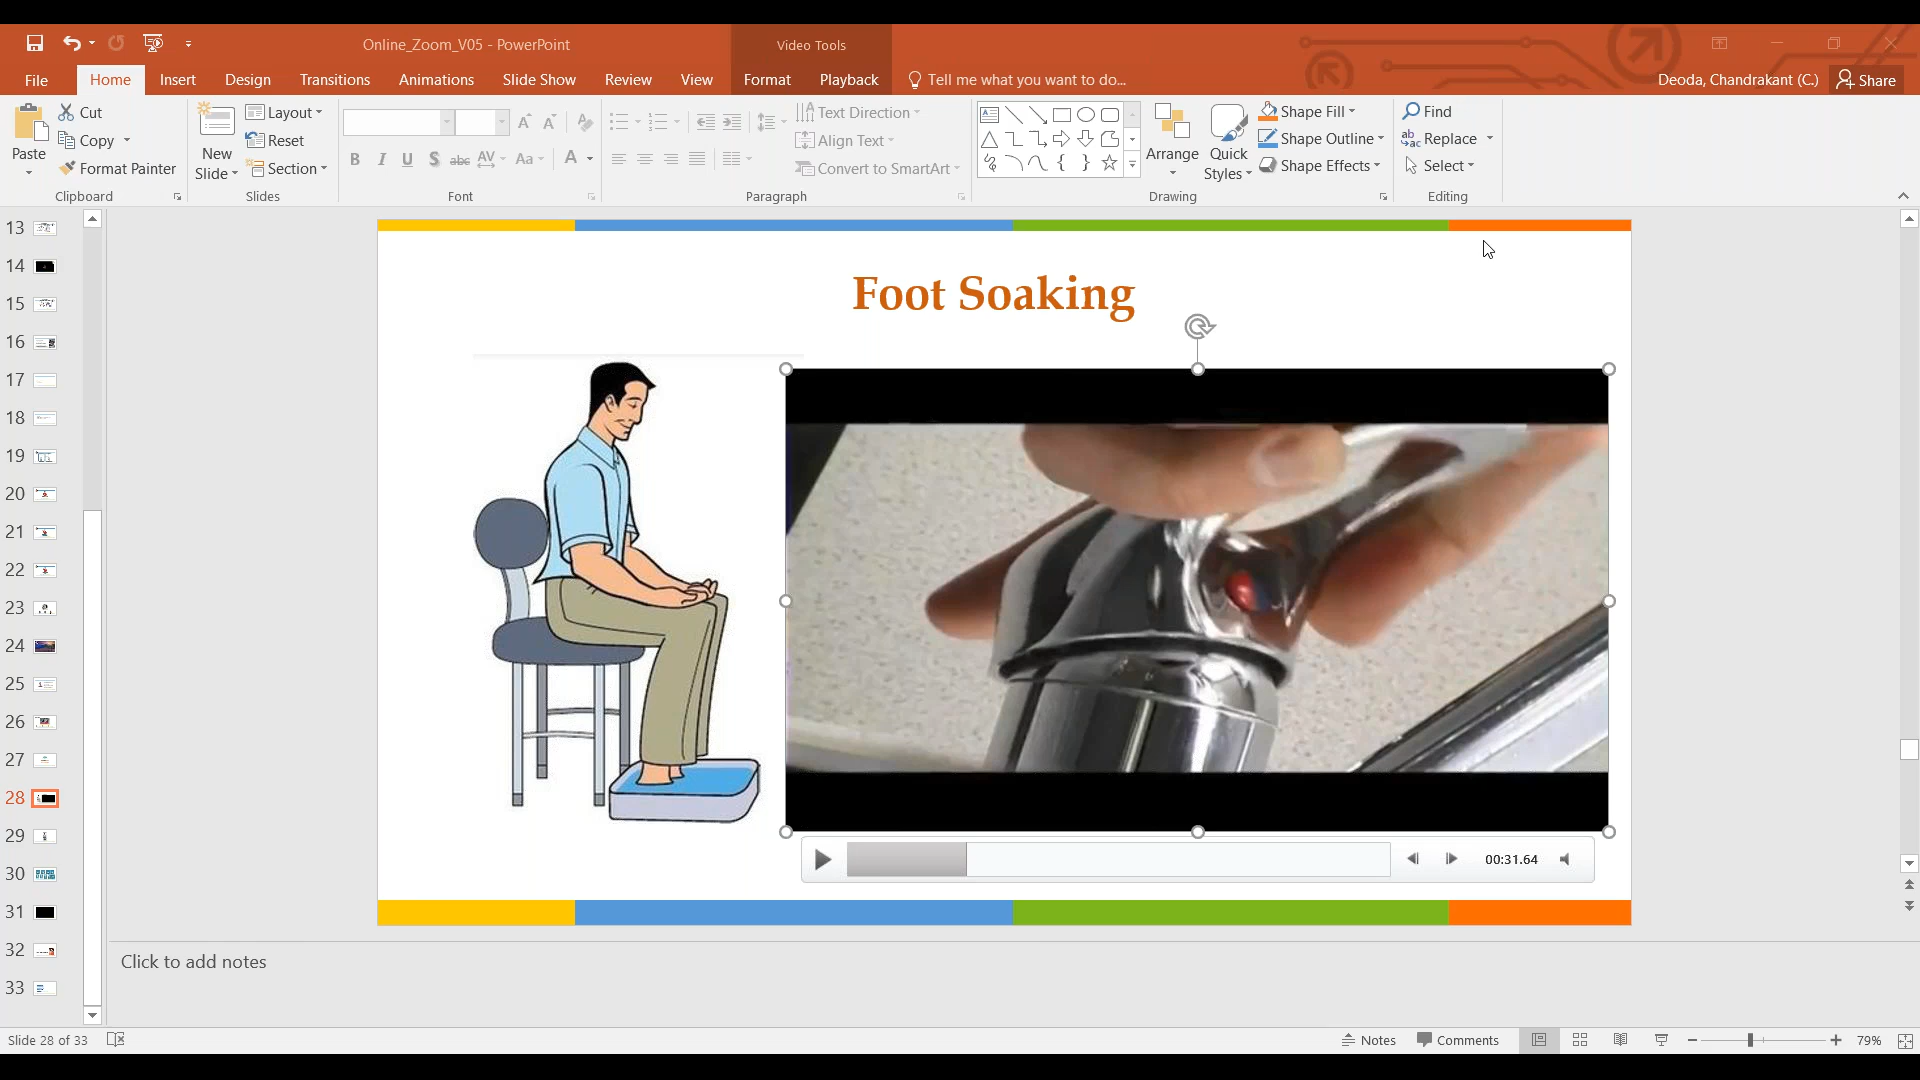 Online_Zoom_V05 - PowerPoint
Video Tools
File Home Insert Design Transitions Animations Slide Show Review View Format Playback Tell me what you want to do... Deoda, Chandrakant (C.) Share
Paste
Cut
Copy
Format Painter
Clipboard
New Slide
Layout
Reset
Section
Slides
B I U S abc AV Aa A
Font
Text Direction
Align Text
Convert to SmartArt
Paragraph
Arrange
Quick Styles
Shape Fill
Shape Outline
Shape Effects
Drawing
Find
Replace
Select
Editing
13
14
15
16
17
18
19
20
21
22
23
24
25
26
27
28
29
30
31
32
33
Foot Soaking
00:31.64
Click to add notes
Slide 28 of 33 Notes Comments 79%